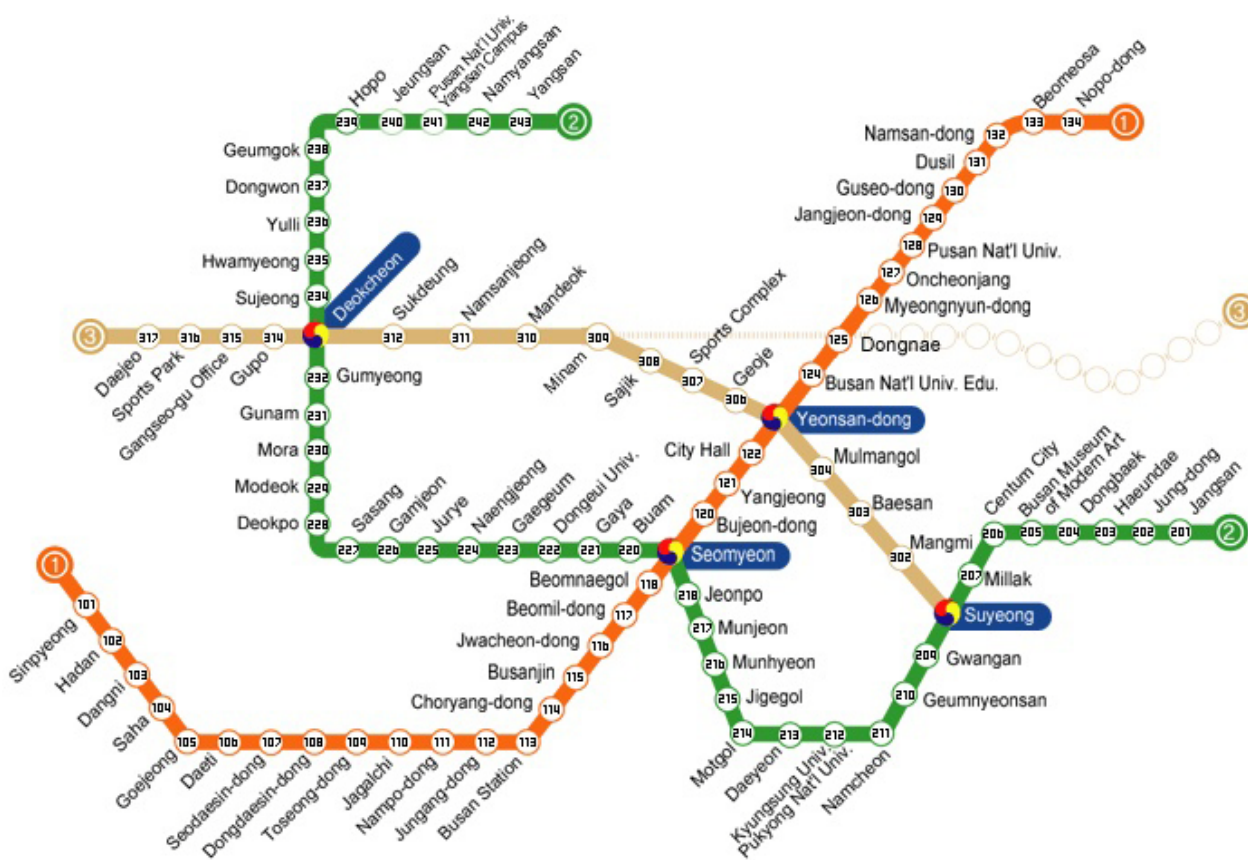 Hopo
Jeungsan
Pusan Nat'l Univ.
Yangsan Campus
Namyangsan
Yangsan
239
240
241
242
243
2
Geumgok
238
Dongwon
237
Yulli
236
Hwamyeong
235
Sujeong
234
Deokcheon
3
317
316
315
314
312
311
310
309
308
307
306
Daejeo
Sports Park
Gangseo-gu Office
Gupo
Sukdeung
Namsanjeong
Mandeok
Minam
Sajik
Sports Complex
Geoje
3
Beomeosa
Nopo-dong
133
134
1
Namsan-dong
132
Dusil
131
Guseo-dong
130
Jangjeon-dong
129
128
Pusan Nat'l Univ.
127
Oncheonjang
126
Myeongnyun-dong
125
Dongnae
124
Busan Nat'l Univ. Edu.
Yeonsan-dong
City Hall
122
121
Yangjeong
120
Bujeon-dong
Seomyeon
304
Mulmangol
303
Baesan
302
Mangmi
232
Gumyeong
Gunam
231
Mora
230
Modeok
229
Deokpo
228
Sasang
Gamjeon
Jurye
Naengjeong
Gaegeum
Dongeui Univ.
Gaya
Buam
227
226
225
224
223
222
221
220
Centum City
Busan Museum
of Modern Art
Dongbaek
Haeundae
Jung-dong
Jangsan
206
205
204
203
202
201
2
207
Millak
Suyeong
209
Gwangan
210
Geumnyeonsan
218
Jeonpo
217
Munjeon
216
Munhyeon
215
Jigegol
214
213
212
211
Motgol
Daeyeon
Kyungsung Univ.
Pukyong Nat'l Univ.
Namcheon
Beomnaegol
118
Beomil-dong
117
Jwacheon-dong
116
Busanjin
115
Choryang-dong
114
1
101
102
103
104
105
106
107
108
109
110
111
112
113
Sinpyeong
Hadan
Dangni
Saha
Goejeong
Daeti
Seodaesin-dong
Dongdaesin-dong
Toseong-dong
Jagalchi
Nampo-dong
Jungang-dong
Busan Station